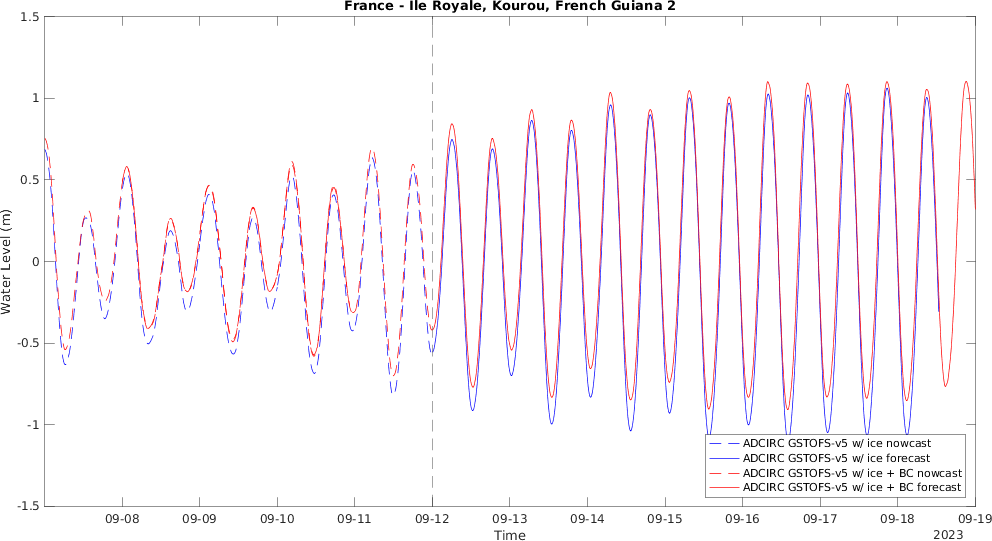 France - Ile Royale, Kourou, French Guiana 2
1.5
1
0.5
0
-0.5
-1
-1.5
Water Level (m)
ADCIRC GSTOFS-v5 w/ ice nowcast
ADCIRC GSTOFS-v5 w/ ice forecast
ADCIRC GSTOFS-v5 w/ ice + BC nowcast
ADCIRC GSTOFS-v5 w/ ice + BC forecast
09-08 09-09 09-10 09-11 09-12 09-13 09-14 09-15 09-16 09-17 09-18 09-19
Time
2023